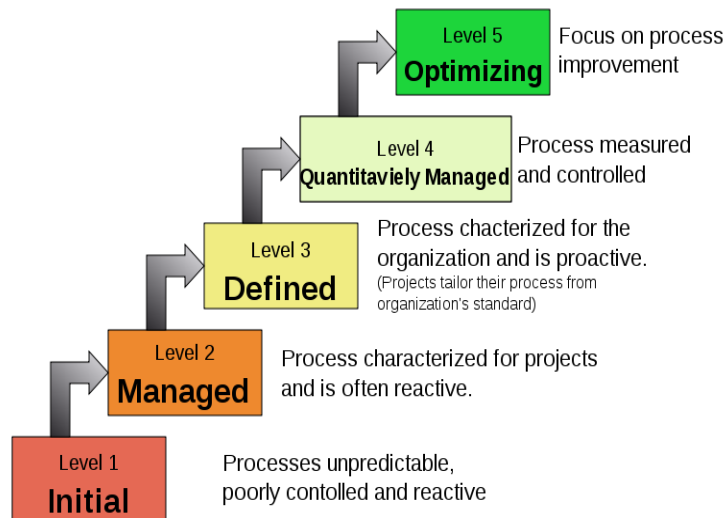 Level 5
Optimizing
Focus on process
improvement
Level 4
Quantitaviely Managed
Process measured
and controlled
Level 3
Defined
Process chacterized for the
organization and is proactive.
(Projects tailor their process from
organization's standard)
Level 2
Managed
Process characterized for projects
and is often reactive.
Level 1
Initial
Processes unpredictable,
poorly contolled and reactive